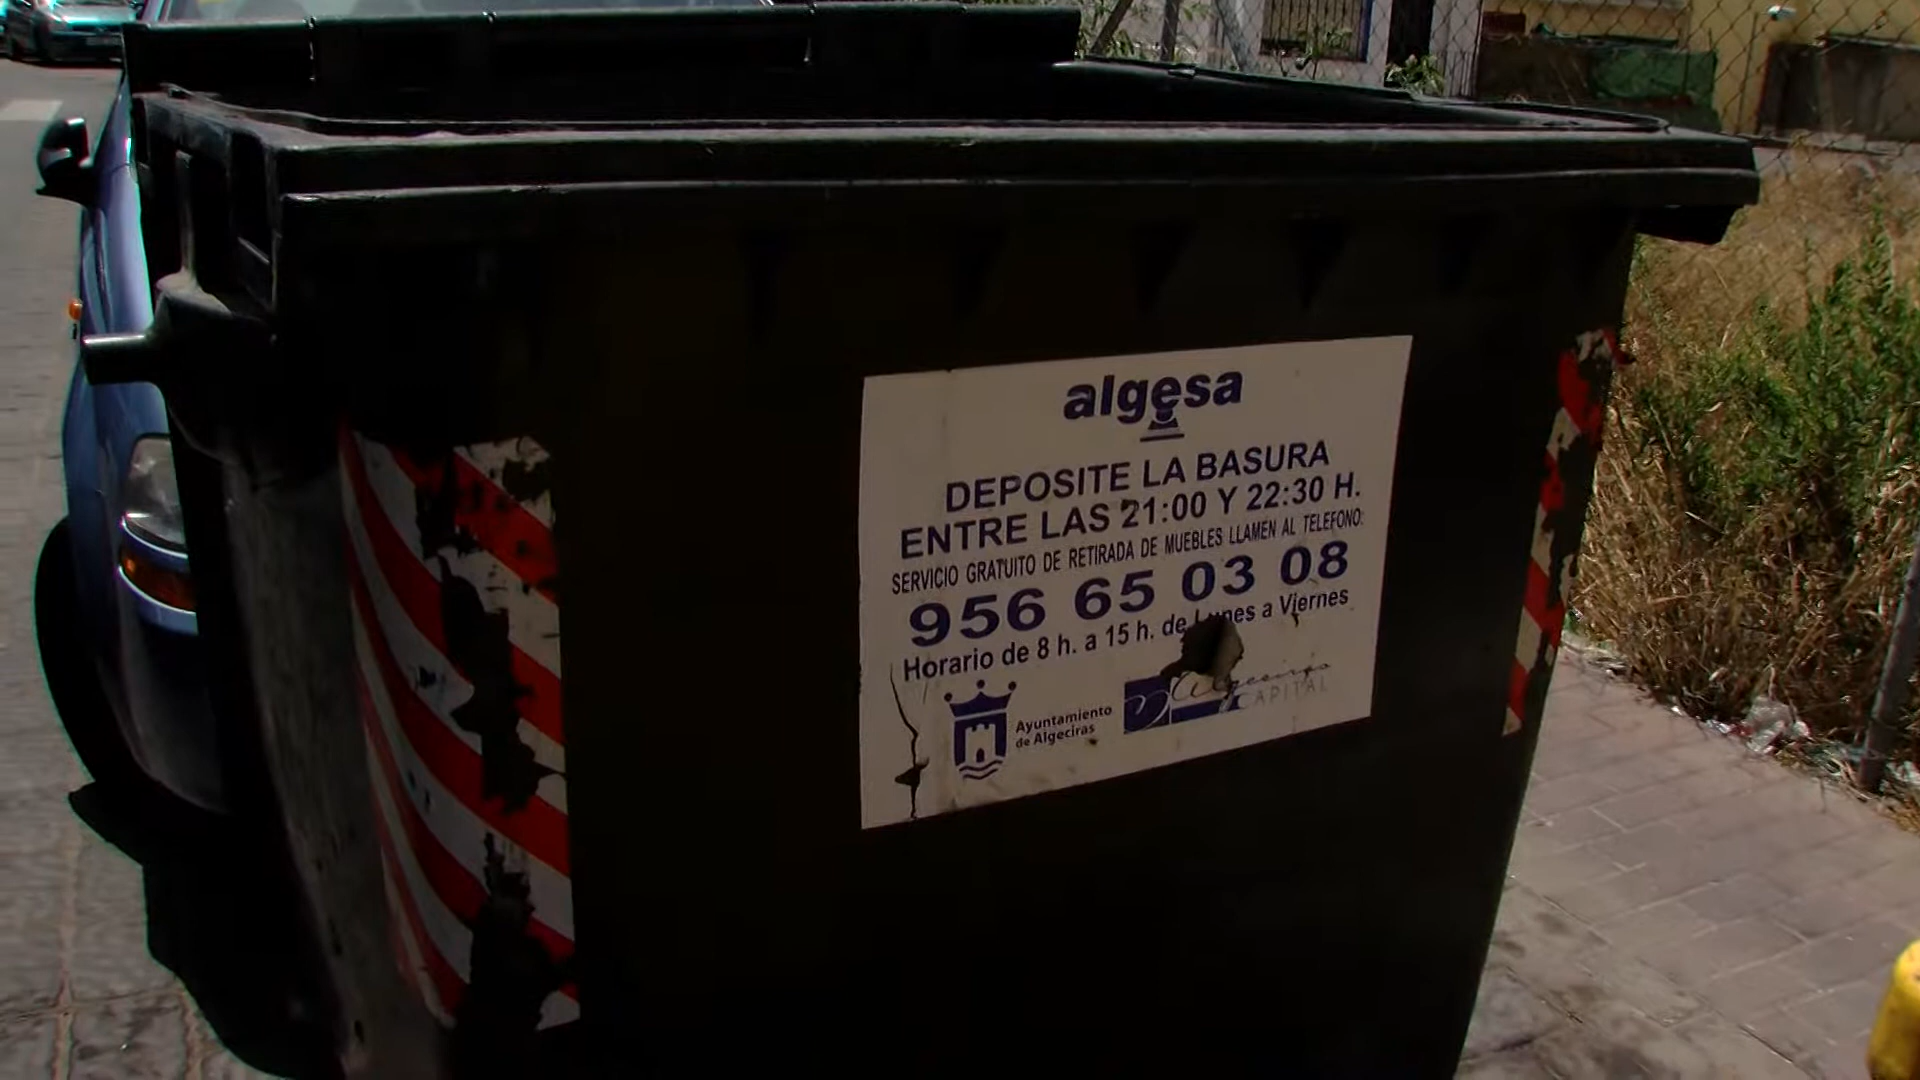 algesa
DEPOSITE LA BASURA
ENTRE LAS 21:00 Y 22:30 H.
SERVICIO GRATUITO DE RETIRADA DE MUEBLES LLAMEN AL TELEFONO:
956 65 03 08
Horario de 8 h. a 15 h. de Lunes a Viernes
Ayuntamiento
de Algeciras
Algeciras
CAPITAL